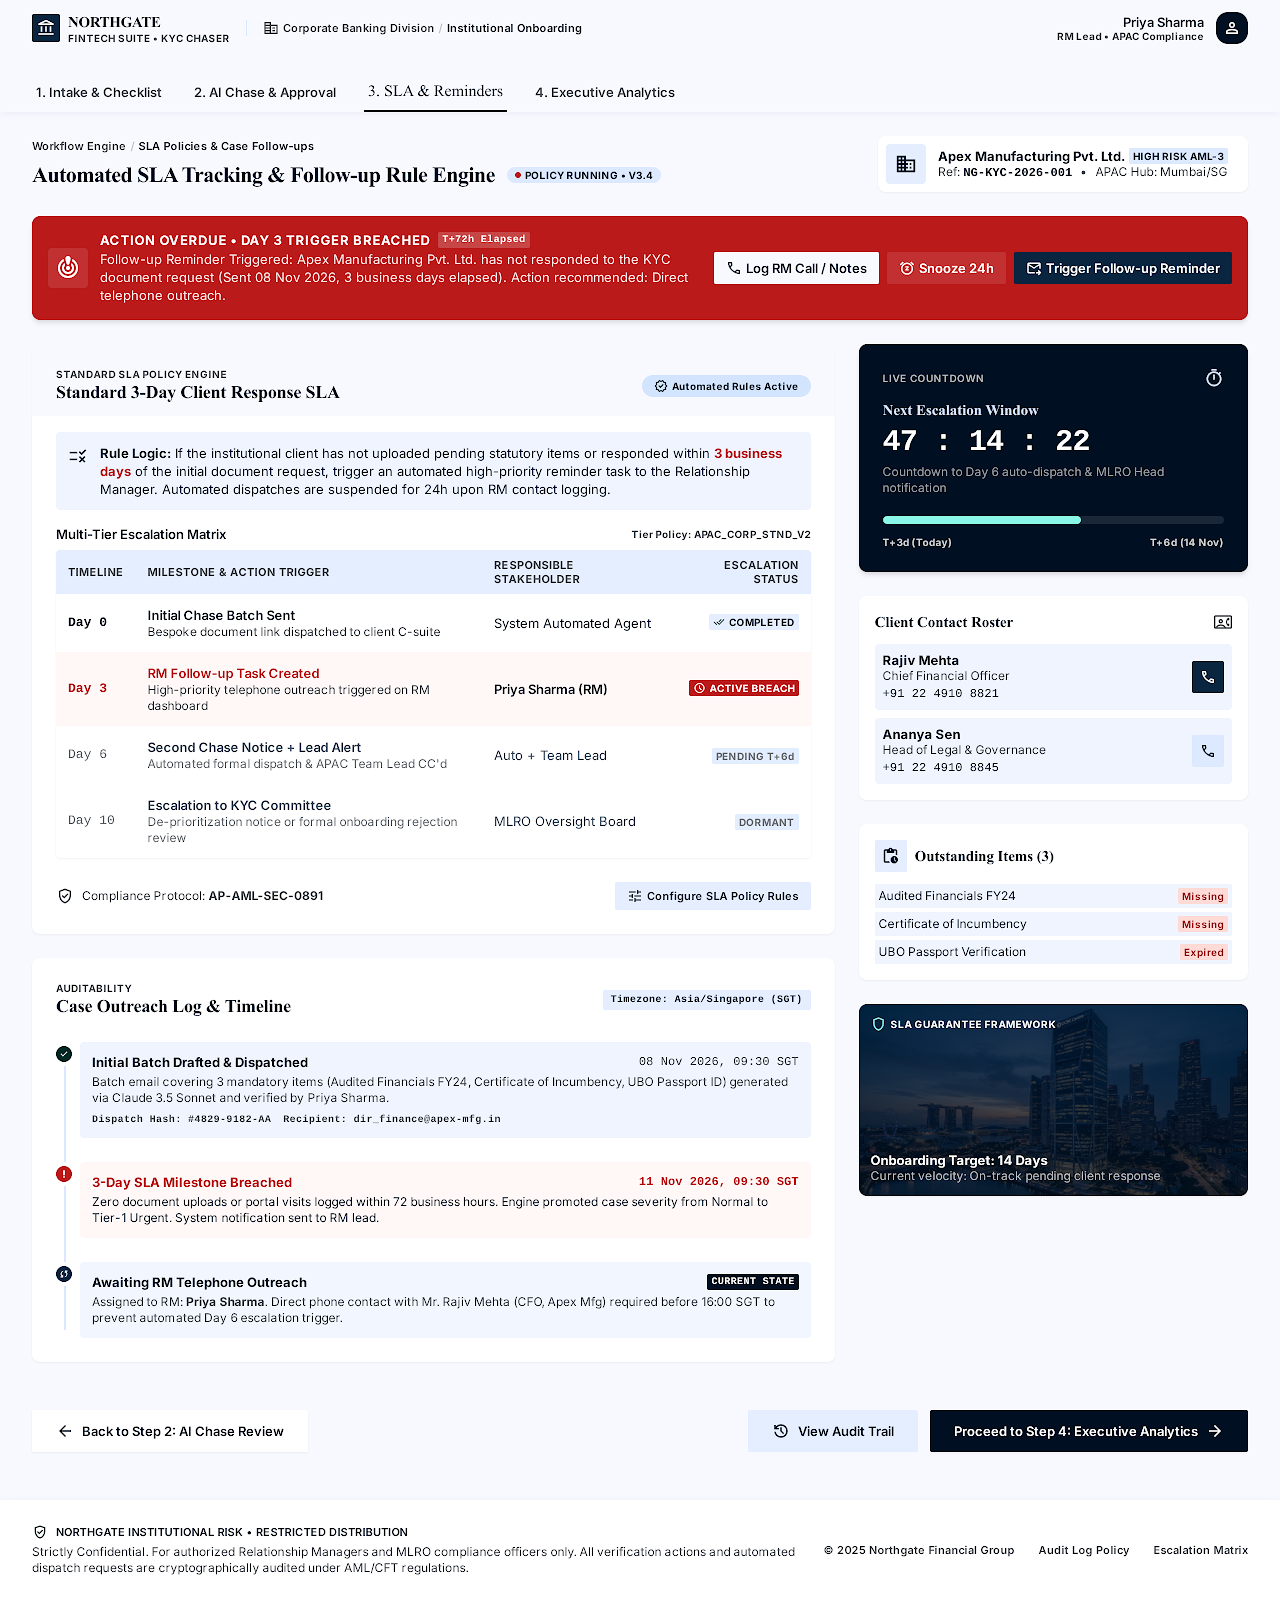 NORTHGATE
FINTECH SUITE • KYC CHASER
Corporate Banking Division / Institutional Onboarding
Priya Sharma
RM Lead • APAC Compliance
1. Intake & Checklist
2. AI Chase & Approval
3. SLA & Reminders
4. Executive Analytics
Workflow Engine / SLA Policies & Case Follow-ups
Automated SLA Tracking & Follow-up Rule Engine
POLICY RUNNING • V3.4
Apex Manufacturing Pvt. Ltd. HIGH RISK AML-3
Ref: NG-KYC-2026-001 • APAC Hub: Mumbai/SG
ACTION OVERDUE • DAY 3 TRIGGER BREACHED T+72h Elapsed
Follow-up Reminder Triggered: Apex Manufacturing Pvt. Ltd. has not responded to the KYC
document request (Sent 08 Nov 2026, 3 business days elapsed). Action recommended: Direct
telephone outreach.
Log RM Call / Notes
Snooze 24h
Trigger Follow-up Reminder
STANDARD SLA POLICY ENGINE
Standard 3-Day Client Response SLA
Automated Rules Active
Rule Logic: If the institutional client has not uploaded pending statutory items or responded within 3 business
days of the initial document request, trigger an automated high-priority reminder task to the Relationship
Manager. Automated dispatches are suspended for 24h upon RM contact logging.
Multi-Tier Escalation Matrix
Tier Policy: APAC_CORP_STND_V2
TIMELINE
MILESTONE & ACTION TRIGGER
RESPONSIBLE
STAKEHOLDER
ESCALATION
STATUS
Day 0
Initial Chase Batch Sent
Bespoke document link dispatched to client C-suite
System Automated Agent
COMPLETED
Day 3
RM Follow-up Task Created
High-priority telephone outreach triggered on RM
dashboard
Priya Sharma (RM)
ACTIVE BREACH
Day 6
Second Chase Notice + Lead Alert
Automated formal dispatch & APAC Team Lead CC'd
Auto + Team Lead
PENDING T+6d
Day 10
Escalation to KYC Committee
De-prioritization notice or formal onboarding rejection
review
MLRO Oversight Board
DORMANT
Compliance Protocol: AP-AML-SEC-0891
Configure SLA Policy Rules
LIVE COUNTDOWN
Next Escalation Window
47 : 14 : 22
Countdown to Day 6 auto-dispatch & MLRO Head
notification
T+3d (Today)
T+6d (14 Nov)
Client Contact Roster
Rajiv Mehta
Chief Financial Officer
+91 22 4910 8821
Ananya Sen
Head of Legal & Governance
+91 22 4910 8845
Outstanding Items (3)
Audited Financials FY24
Missing
Certificate of Incumbency
Missing
UBO Passport Verification
Expired
SLA GUARANTEE FRAMEWORK
Onboarding Target: 14 Days
Current velocity: On-track pending client response
AUDITABILITY
Case Outreach Log & Timeline
Timezone: Asia/Singapore (SGT)
Initial Batch Drafted & Dispatched
08 Nov 2026, 09:30 SGT
Batch email covering 3 mandatory items (Audited Financials FY24, Certificate of Incumbency, UBO Passport ID) generated
via Claude 3.5 Sonnet and verified by Priya Sharma.
Dispatch Hash: #4829-9182-AA Recipient: dir_finance@apex-mfg.in
3-Day SLA Milestone Breached
11 Nov 2026, 09:30 SGT
Zero document uploads or portal visits logged within 72 business hours. Engine promoted case severity from Normal to
Tier-1 Urgent. System notification sent to RM lead.
Awaiting RM Telephone Outreach
CURRENT STATE
Assigned to RM: Priya Sharma. Direct phone contact with Mr. Rajiv Mehta (CFO, Apex Mfg) required before 16:00 SGT to
prevent automated Day 6 escalation trigger.
Back to Step 2: AI Chase Review
View Audit Trail
Proceed to Step 4: Executive Analytics
NORTHGATE INSTITUTIONAL RISK • RESTRICTED DISTRIBUTION
Strictly Confidential. For authorized Relationship Managers and MLRO compliance officers only. All verification actions and automated
dispatch requests are cryptographically audited under AML/CFT regulations.
© 2025 Northgate Financial Group
Audit Log Policy
Escalation Matrix